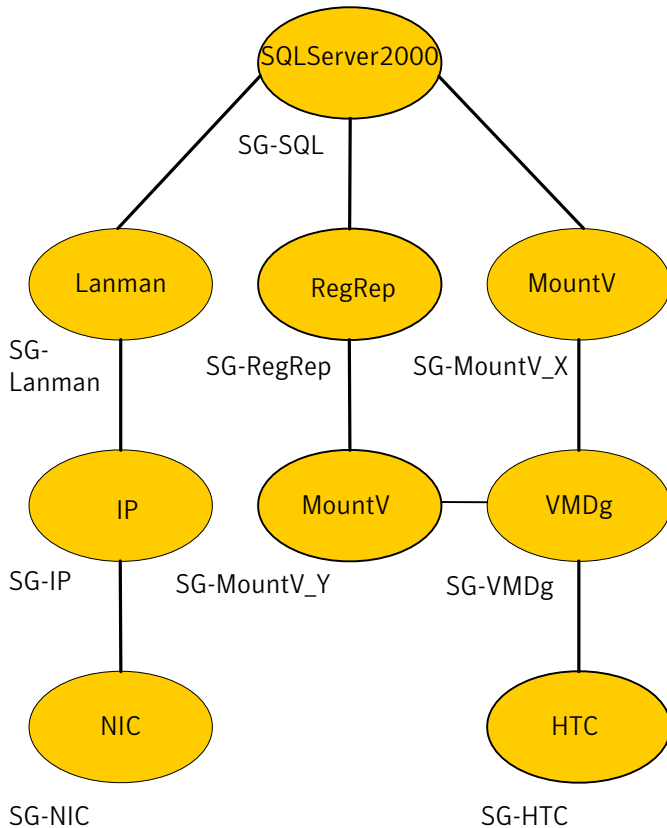 SQLServer2000
SG-SQL
Lanman
RegRep
MountV
SG-
Lanman
SG-RegRep
SG-MountV_X
IP
MountV
VMDg
SG-IP
SG-MountV_Y
SG-VMDg
NIC
HTC
SG-NIC
SG-HTC